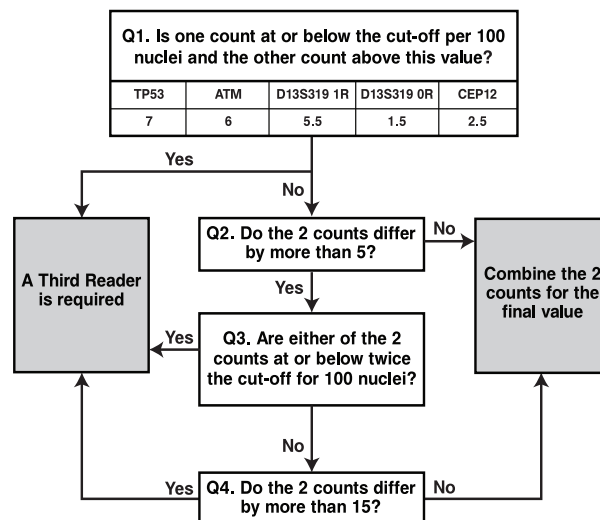 Q1. Is one count at or below the cut-off per 100
nuclei and the other count above this value?
TP53 ATM D13S319 1R D13S319 0R CEP12
7 6 5.5 1.5 2.5
Yes
No
Q2. Do the 2 counts differ
by more than 5?
No
A Third Reader
is required
Combine the 2
counts for the
final value
Yes
Q3. Are either of the 2
counts at or below twice
the cut-off for 100 nuclei?
Yes
No
Q4. Do the 2 counts differ
by more than 15?
Yes
No